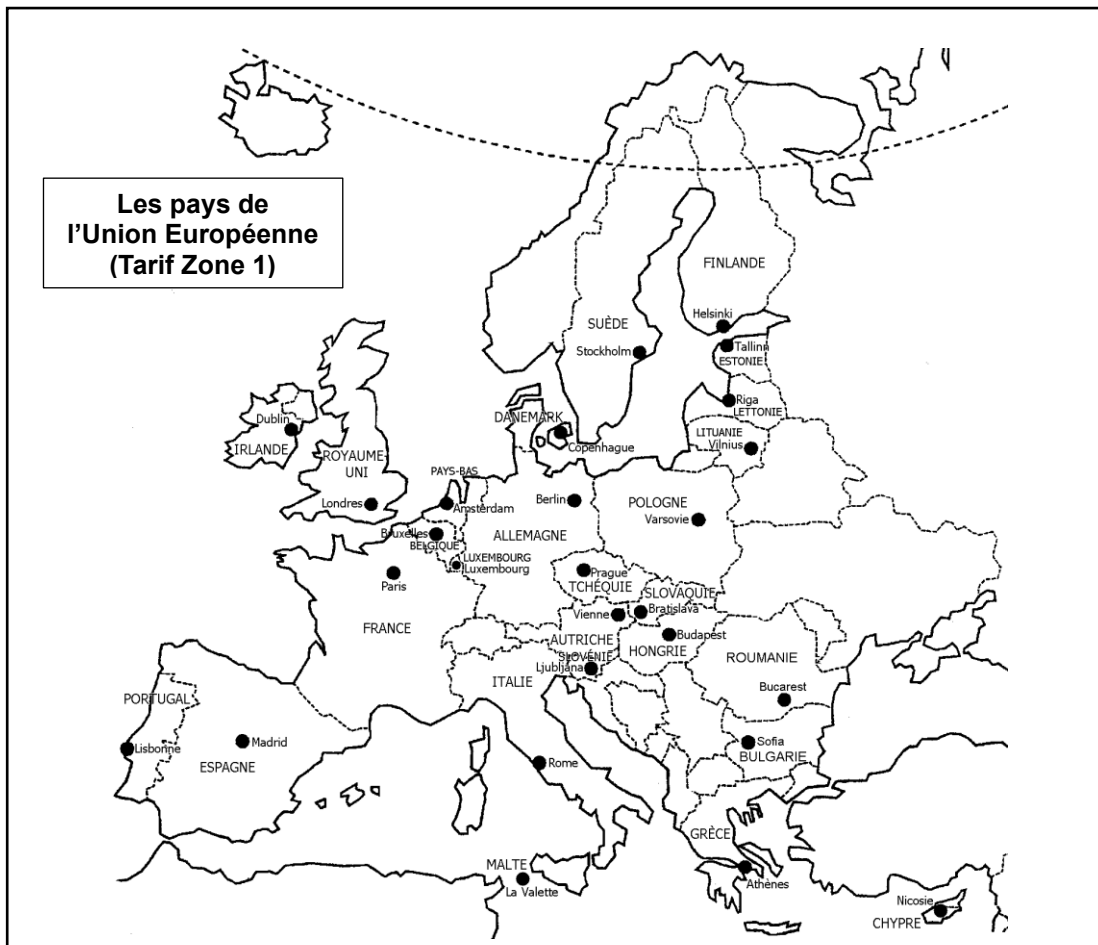 Les pays de
l'Union Européenne
(Tarif Zone 1)
FINLANDE
Helsinki
SUÈDE
Stockholm
Tallinn
ESTONIE
Riga
LETTONIE
DANEMARK
Copenhague
LITUANIE
Vilnius
Dublin
IRLANDE
ROYAUME-
UNI
Londres
PAYS-BAS
Amsterdam
Berlin
ALLEMAGNE
POLOGNE
Varsovie
Bruxelles
BELGIQUE
LUXEMBOURG
Luxembourg
Paris
FRANCE
Prague
TCHÉQUIE
SLOVAQUIE
Bratislava
Vienne
AUTRICHE
Budapest
HONGRIE
SLOVÉNIE
Ljubljana
ITALIE
ROUMANIE
Bucarest
PORTUGAL
Lisbonne
Madrid
ESPAGNE
Rome
Sofia
BULGARIE
GRÈCE
Athènes
MALTE
La Valette
Nicosie
CHYPRE